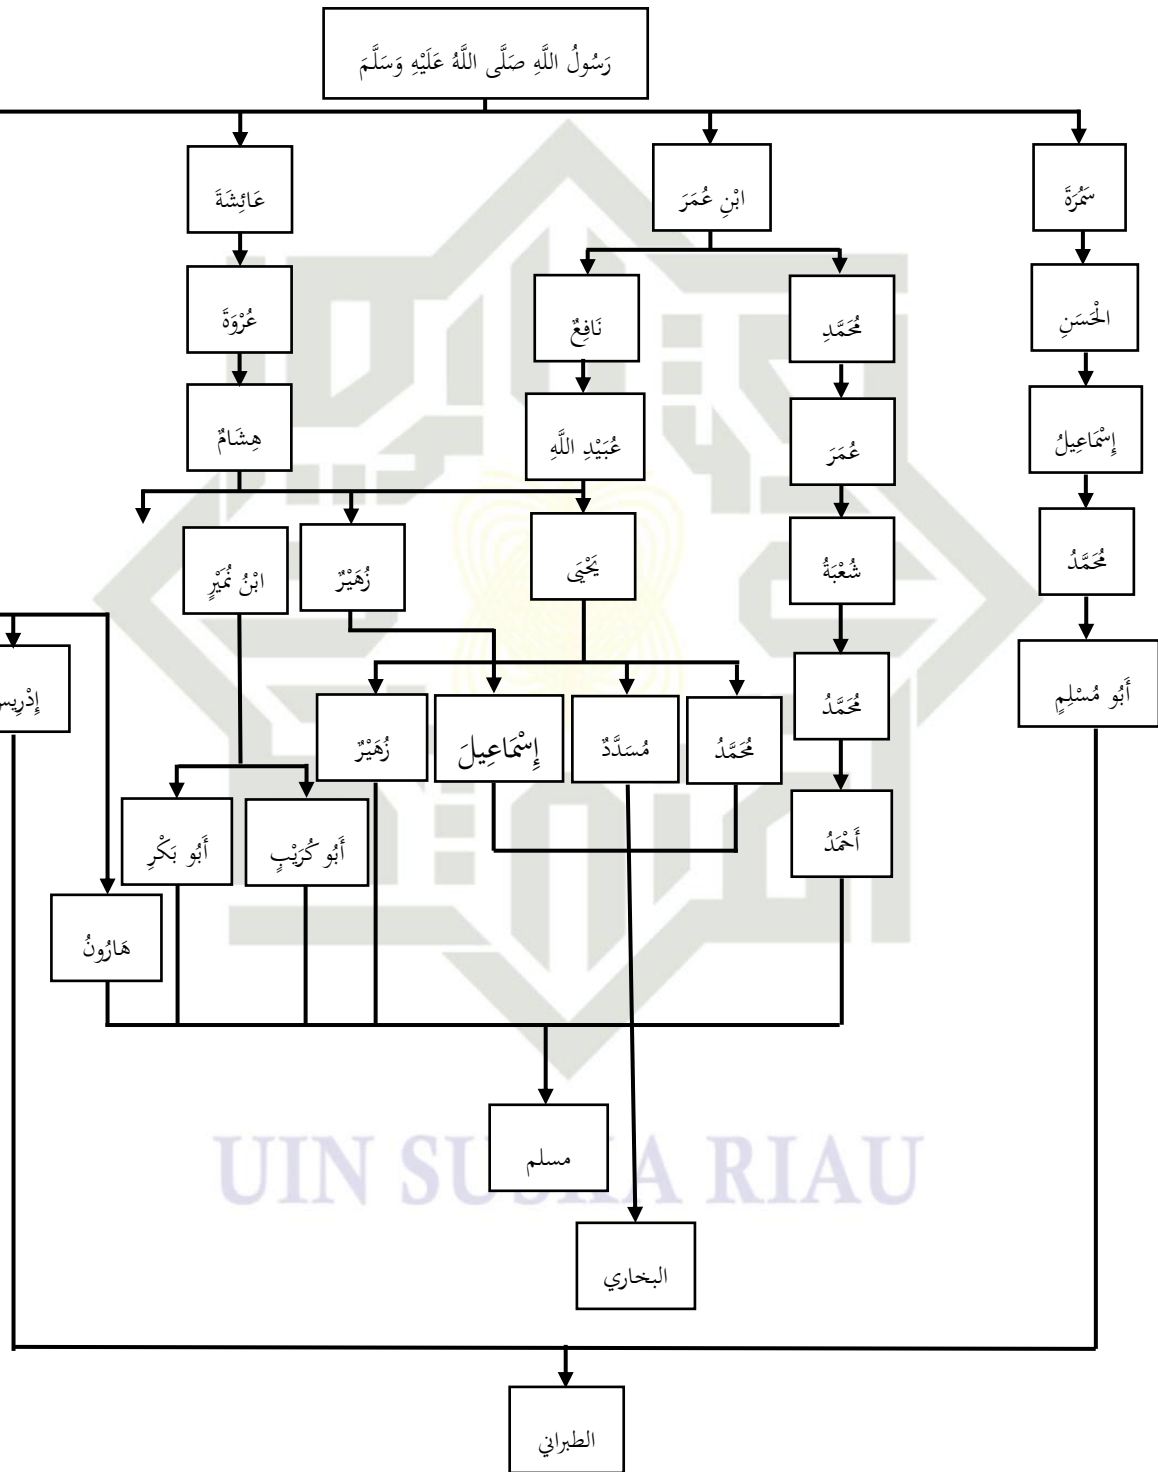 رَسُولُ اللَّهِ صَلَّى اللَّهُ عَلَيْهِ وَسَلَّمَ
سَمُرَةَ
ابْنِ عُمَرَ
عَائِشَةَ
الْحَسَنِ
مُحَمَّدِ
نَافِعٌ
عُرْوَةَ
إِسْمَاعِيلُ
عُمَرَ
عُبَيْدِ اللَّهِ
هِشَامٌ
مُحَمَّدُ
شُعْبَةُ
يَحْيَى
زُهَيْرٌ
ابْنُ نُمَيْرٍ
أَبُو مُسْلِمٍ
مُحَمَّدُ
مُحَمَّدُ
مُسَدَّدٌ
إِسْمَاعِيلَ
زُهَيْرٌ
أَحْمَدُ
أَبُو كُرَيْبٍ
أَبُو بَكْرِ
هَارُونُ
مسلم
UIN SUSKA RIAU
البخاري
الطبراني